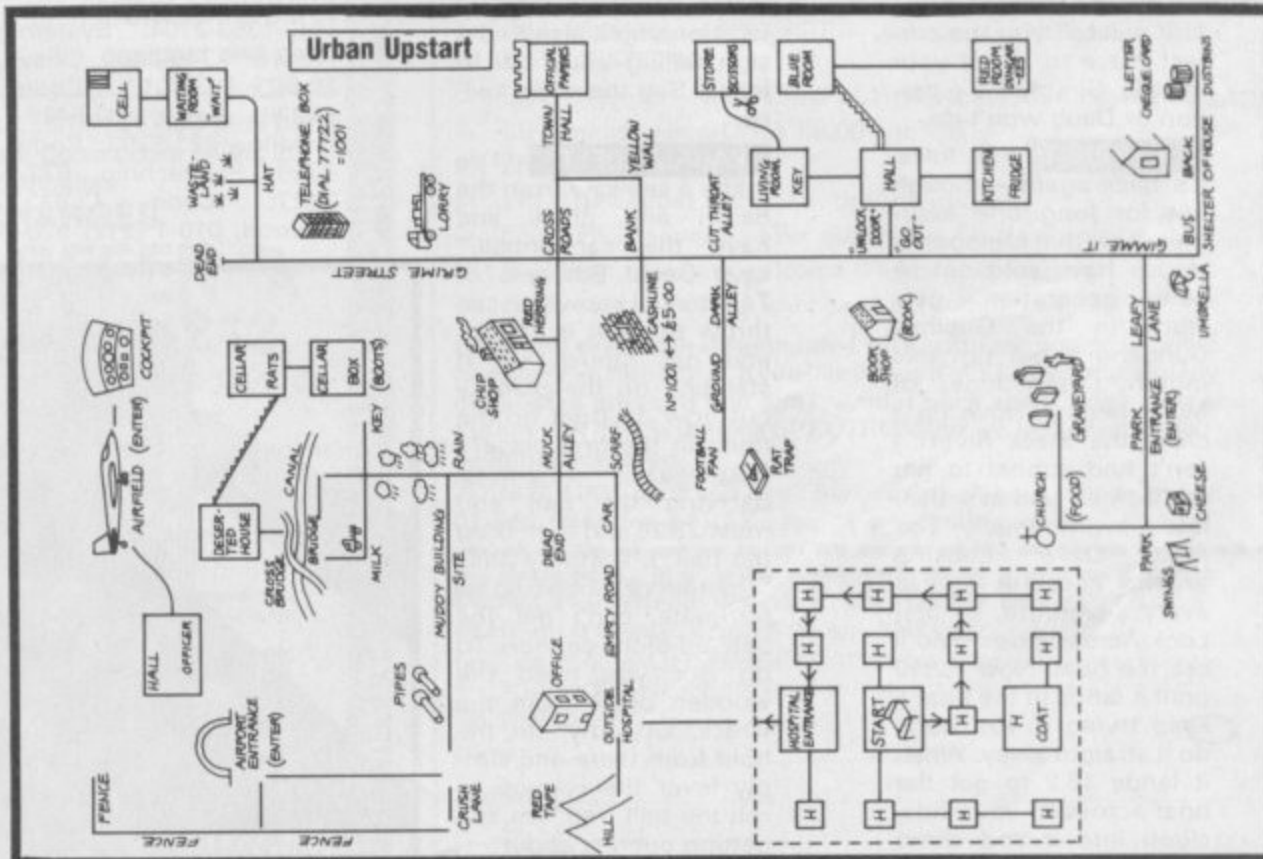 Urban Upstart
CELL
WAITING
ROOM
"WAIT"
WASTE
LAND
HAT
DEAD
END
TELEPHONE BOX
(DIAL 77722
=100!)
GRIME STREET
LORRY
TOWN
HALL
OFFICAL
PAPERS
CROSS
ROADS
YELLOW
WALL
BANK
CUT THROAT
ALLEY
STORE
SCISSORS
LIVING
ROOM
KEY
BLUE
ROOM
HALL
"UNLOCK
DOOR"
GO
OUT
RED
ROOM
KITCHEN
FRIDGE
LETTER
CHEQUE CARD
DUSTBINS
BACK
OF HOUSE
GIMME IT
BUS
SHELTER
COCKPIT
AIRFIELD (ENTER)
HALL
OFFICER
CELLAR
RATS
CELLAR
BOX
(BOOTS)
DESER-
TED
HOUSE
CANAL
CROSS
BRIDGE
BRIDGE
KEY
MILK
RAIN
CHIP
SHOP
RED
HERRING
MUCK
ALLEY
DEAD
END
CASHLINE
Nº1001 ↔ £5·00
SCARF
FOOTBALL
FAN
GROUND
DARK
ALLEY
RAT
TRAP
BOOK
SHOP
(BOOK)
LEAFY
LANE
UMBRELLA
PARK
ENTRANCE
(ENTER)
GRAVEYARD
CHURCH
(FOOD)
PARK
CHEESE
SWINGS
FENCE
FENCE
FENCE
AIRPORT
ENTRANCE
(ENTER)
PIPES
MUDDY BUILDING
SITE
CRUSH
LANE
RED
TAPE
HILL
EMPTY ROAD CAR
OFFICE
OUTSIDE
HOSPITAL
HOSPITAL
ENTRANCE
H
H
START
H
H
H
H
H
H
COAT
H
H
H
H
H